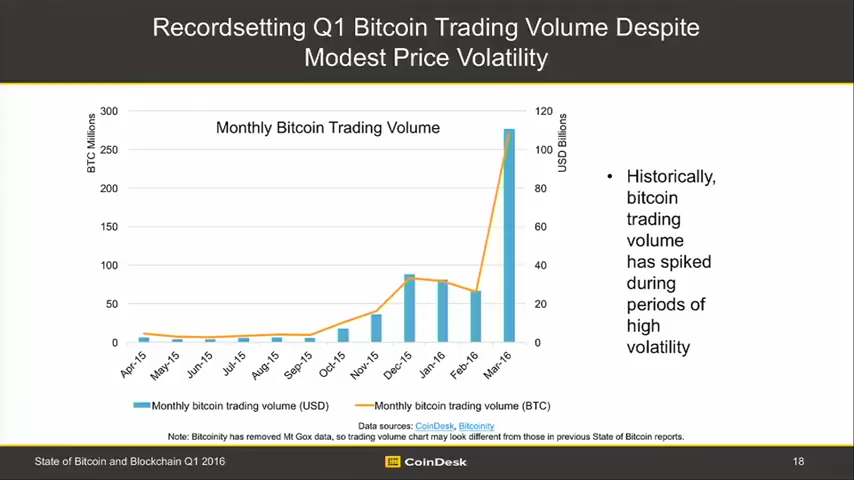 Recordsetting Q1 Bitcoin Trading Volume Despite
Modest Price Volatility
Monthly Bitcoin Trading Volume
BTC Millions
300
250
200
150
100
50
0
USD Billions
120
100
80
60
40
20
0
Apr-15
May-15
Jun-15
Jul-15
Aug-15
Sep-15
Oct-15
Nov-15
Dec-15
Jan-16
Feb-16
Mar-16
Monthly bitcoin trading volume (USD)
Monthly bitcoin trading volume (BTC)
• Historically,
bitcoin
trading
volume
has spiked
during
periods of
high
volatility
Data sources: CoinDesk, Bitcoinity
Note: Bitcoinity has removed Mt Gox data, so trading volume chart may look different from those in previous State of Bitcoin reports.
State of Bitcoin and Blockchain Q1 2016
CoinDesk
18